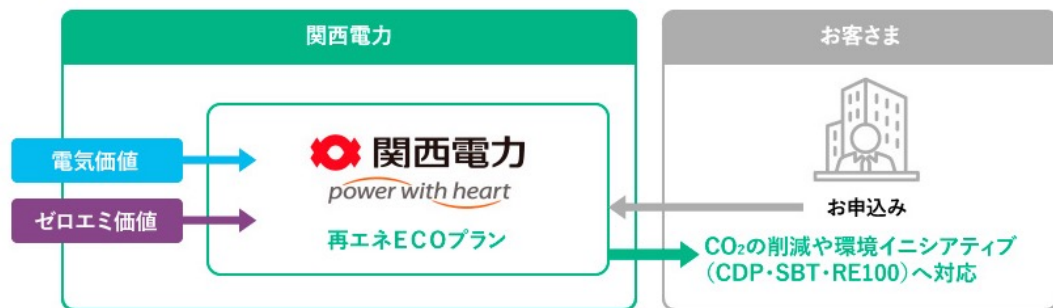 関西電力
お客さま
電気価値
ゼロエミ価値
関西電力
power with heart
再エネECOプラン
お申込み
CO₂の削減や環境イニシアティブ
(CDP・SBT・RE100)へ対応